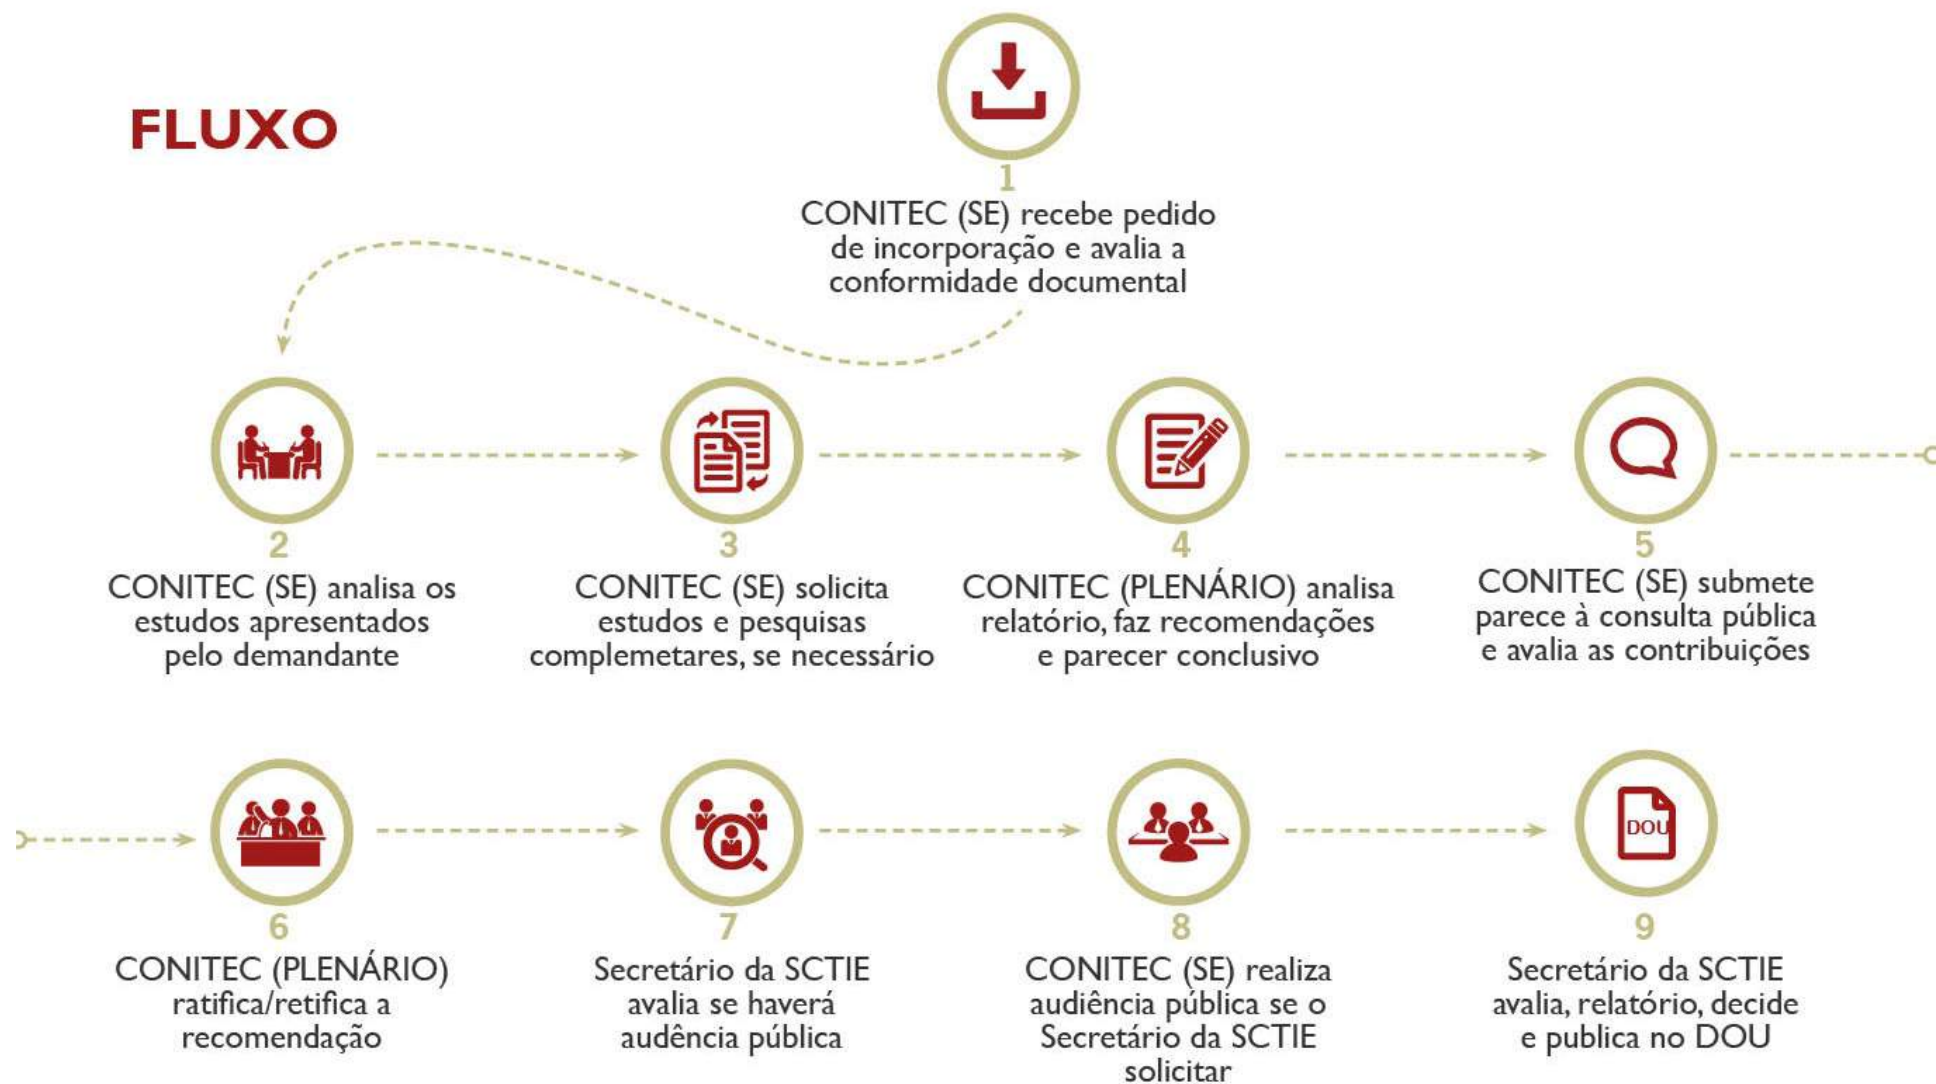 FLUXO
1
CONITEC (SE) recebe pedido
de incorporação e avalia a
conformidade documental
2
CONITEC (SE) analisa os
estudos apresentados
pelo demandante
3
CONITEC (SE) solicita
estudos e pesquisas
complemetares, se necessário
4
CONITEC (PLENÁRIO) analisa
relatório, faz recomendações
e parecer conclusivo
5
CONITEC (SE) submete
parece à consulta pública
e avalia as contribuições
6
CONITEC (PLENÁRIO)
ratifica/retifica a
recomendação
7
Secretário da SCTIE
avalia se haverá
audência pública
8
CONITEC (SE) realiza
audiência pública se o
Secretário da SCTIE
solicitar
DOU
9
Secretário da SCTIE
avalia, relatório, decide
e publica no DOU